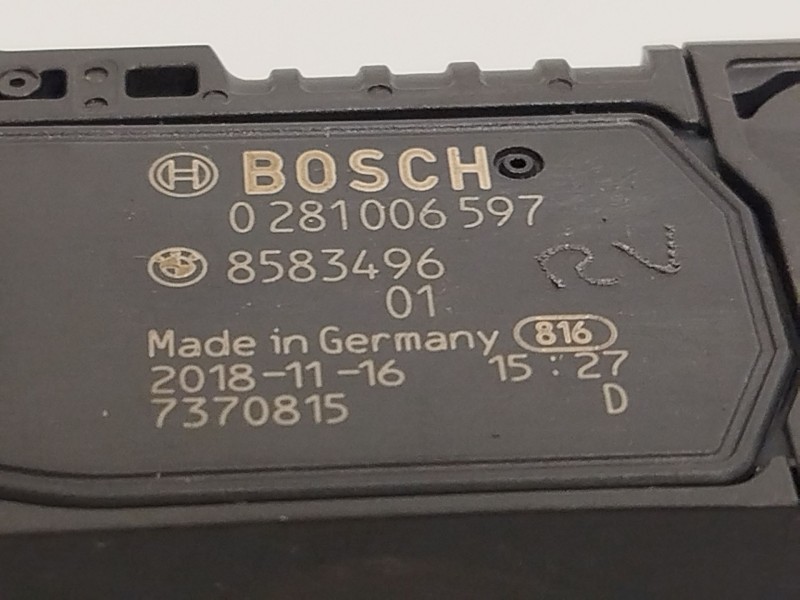 BOSCH
0 281 006 597
8583496
01
Made in Germany 816
2018-11-16 15:27
7370815 D